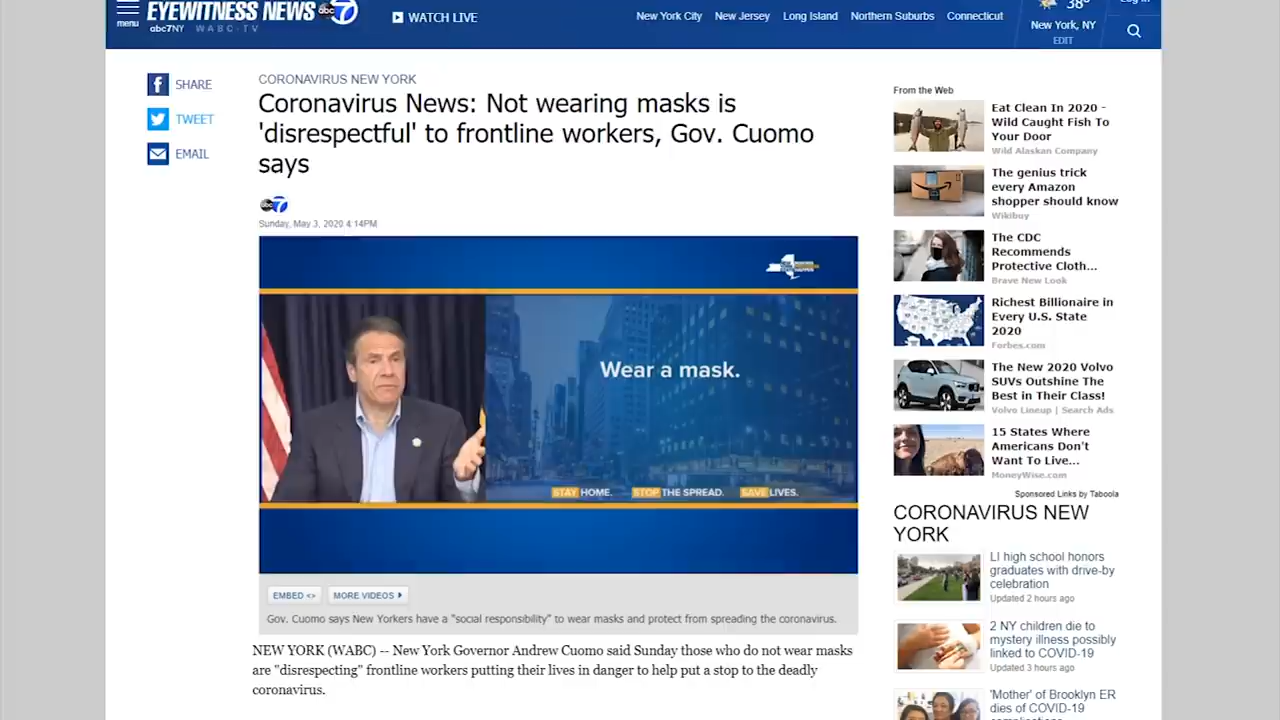 menu
EYEWITNESS NEWS abc 7
abc7NY WABC-TV
WATCH LIVE
New York City
New Jersey
Long Island
Northern Suburbs
Connecticut
38°
New York, NY
EDIT
SHARE
TWEET
EMAIL
CORONAVIRUS NEW YORK
Coronavirus News: Not wearing masks is
'disrespectful' to frontline workers, Gov. Cuomo
says
abc 7
Sunday, May 3, 2020 4:14PM
Wear a mask.
STAY HOME. STOP THE SPREAD. SAVE LIVES.
EMBED <>
MORE VIDEOS
Gov. Cuomo says New Yorkers have a "social responsibility" to wear masks and protect from spreading the coronavirus.
NEW YORK (WABC) -- New York Governor Andrew Cuomo said Sunday those who do not wear masks
are "disrespecting" frontline workers putting their lives in danger to help put a stop to the deadly
coronavirus.
From the Web
Eat Clean In 2020 -
Wild Caught Fish To
Your Door
Wild Alaskan Company
The genius trick
every Amazon
shopper should know
Wikibuy
The CDC
Recommends
Protective Cloth...
Brave New Look
Richest Billionaire in
Every U.S. State
2020
Forbes.com
The New 2020 Volvo
SUVs Outshine The
Best in Their Class!
Volvo Lineup | Search Ads
15 States Where
Americans Don't
Want To Live...
MoneyWise.com
Sponsored Links by Taboola
CORONAVIRUS NEW
YORK
LI high school honors
graduates with drive-by
celebration
Updated 2 hours ago
2 NY children die to
mystery illness possibly
linked to COVID-19
Updated 3 hours ago
'Mother' of Brooklyn ER
dies of COVID-19